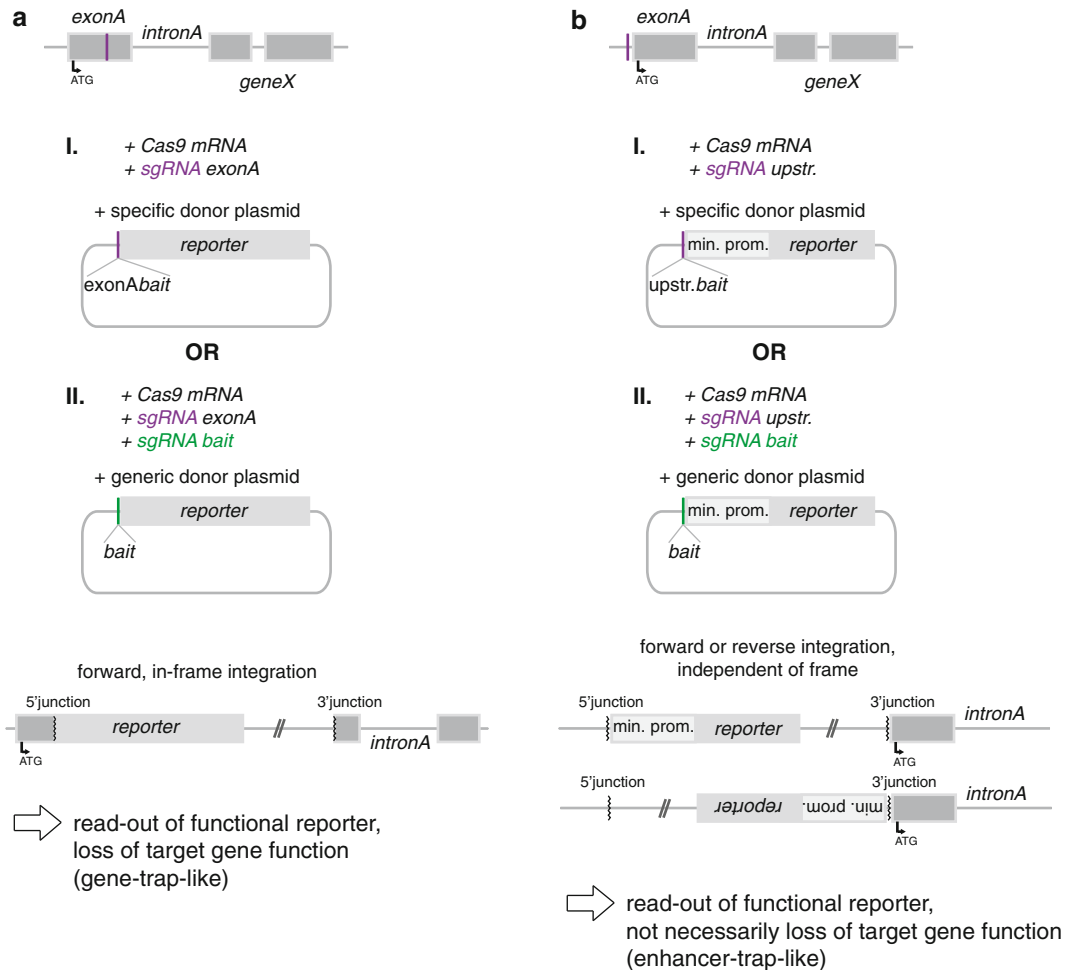 a
exonA
intronA
ATG
geneX
I.
+ Cas9 mRNA
+ sgRNA exonA
+ specific donor plasmid
reporter
exonAbait
OR
II.
+ Cas9 mRNA
+ sgRNA exonA
+ sgRNA bait
+ generic donor plasmid
reporter
bait
forward, in-frame integration
5’junction
3’junction
reporter
intronA
ATG
read-out of functional reporter,
loss of target gene function
(gene-trap-like)
b
exonA
intronA
ATG
geneX
I.
+ Cas9 mRNA
+ sgRNA upstr.
+ specific donor plasmid
min. prom. reporter
upstr.bait
OR
II.
+ Cas9 mRNA
+ sgRNA upstr.
+ sgRNA bait
+ generic donor plasmid
min. prom. reporter
bait
forward or reverse integration,
independent of frame
5’junction
3’junction
min. prom. reporter
intronA
ATG
5’junction
3’junction
reporter min. prom.
intronA
ATG
read-out of functional reporter,
not necessarily loss of target gene function
(enhancer-trap-like)